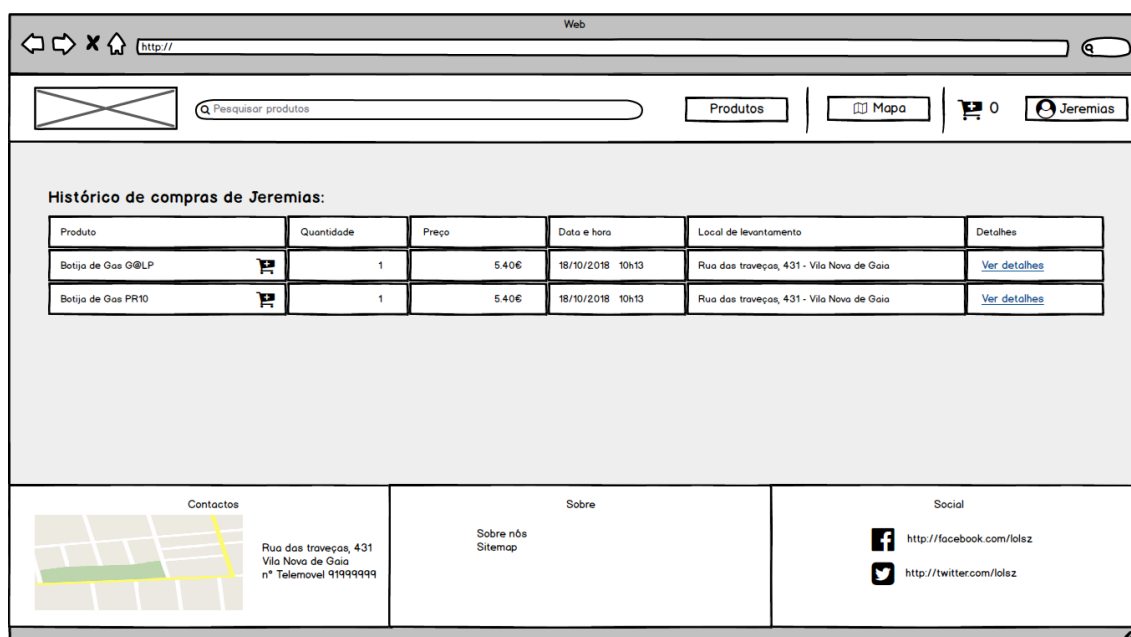 Web
http://
Pesquisar produtos
Produtos
Mapa
0
Jeremias
Histórico de compras de Jeremias:
Produto Quantidade Preço Data e hora Local de levantamento Detalhes
Botija de Gas G@LP 1 5.40€ 18/10/2018 10h13 Rua das traveças, 431 - Vila Nova de Gaia Ver detalhes
Botija de Gas PR10 1 5.40€ 18/10/2018 10h13 Rua das traveças, 431 - Vila Nova de Gaia Ver detalhes
Contactos
Rua das traveças, 431
Vila Nova de Gaia
nº Telemovel 91999999
Sobre
Sobre nós
Sitemap
Social
http://facebook.com/lolsz
http://twitter.com/lolsz